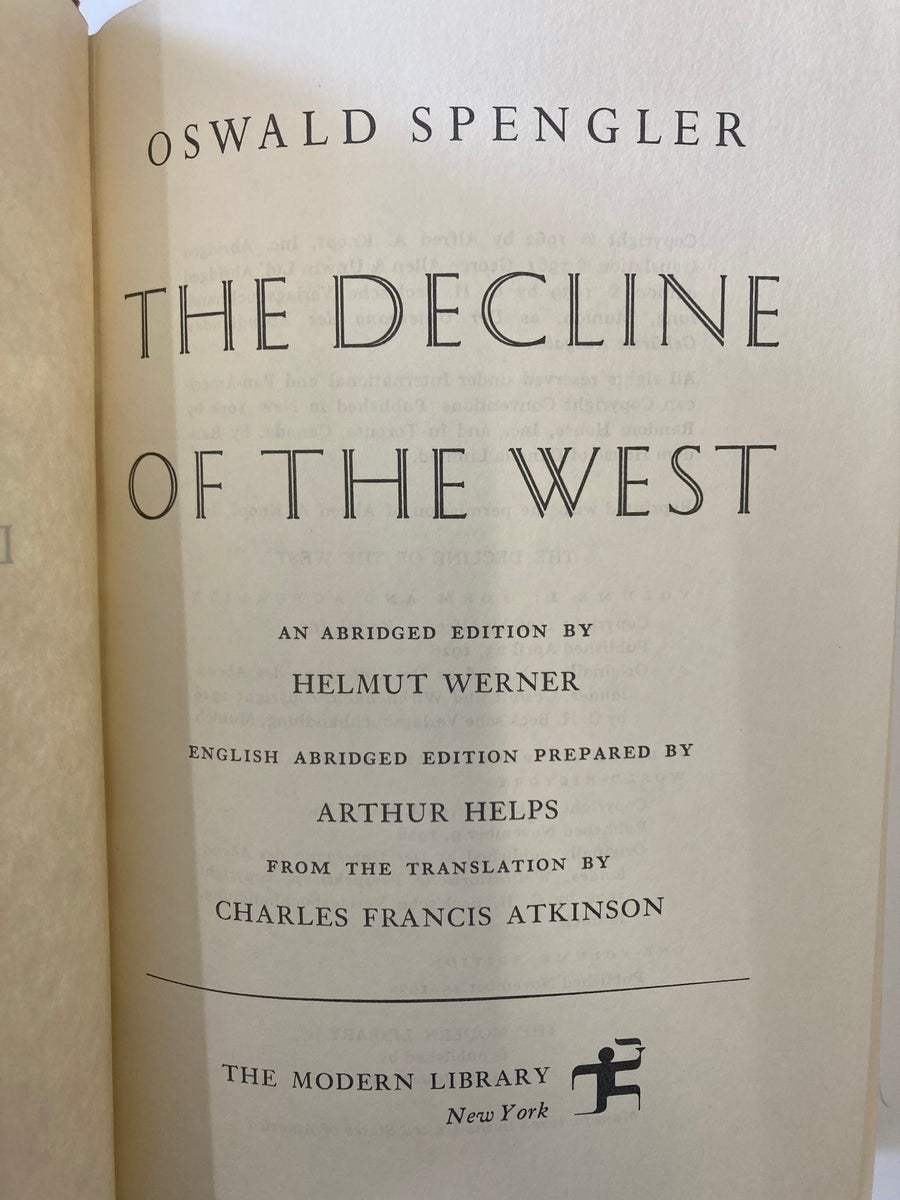 OSWALD SPENGLER
THE DECLINE
OF THE WEST
AN ABRIDGED EDITION BY
HELMUT WERNER
ENGLISH ABRIDGED EDITION PREPARED BY
ARTHUR HELPS
FROM THE TRANSLATION BY
CHARLES FRANCIS ATKINSON
THE MODERN LIBRARY
New York